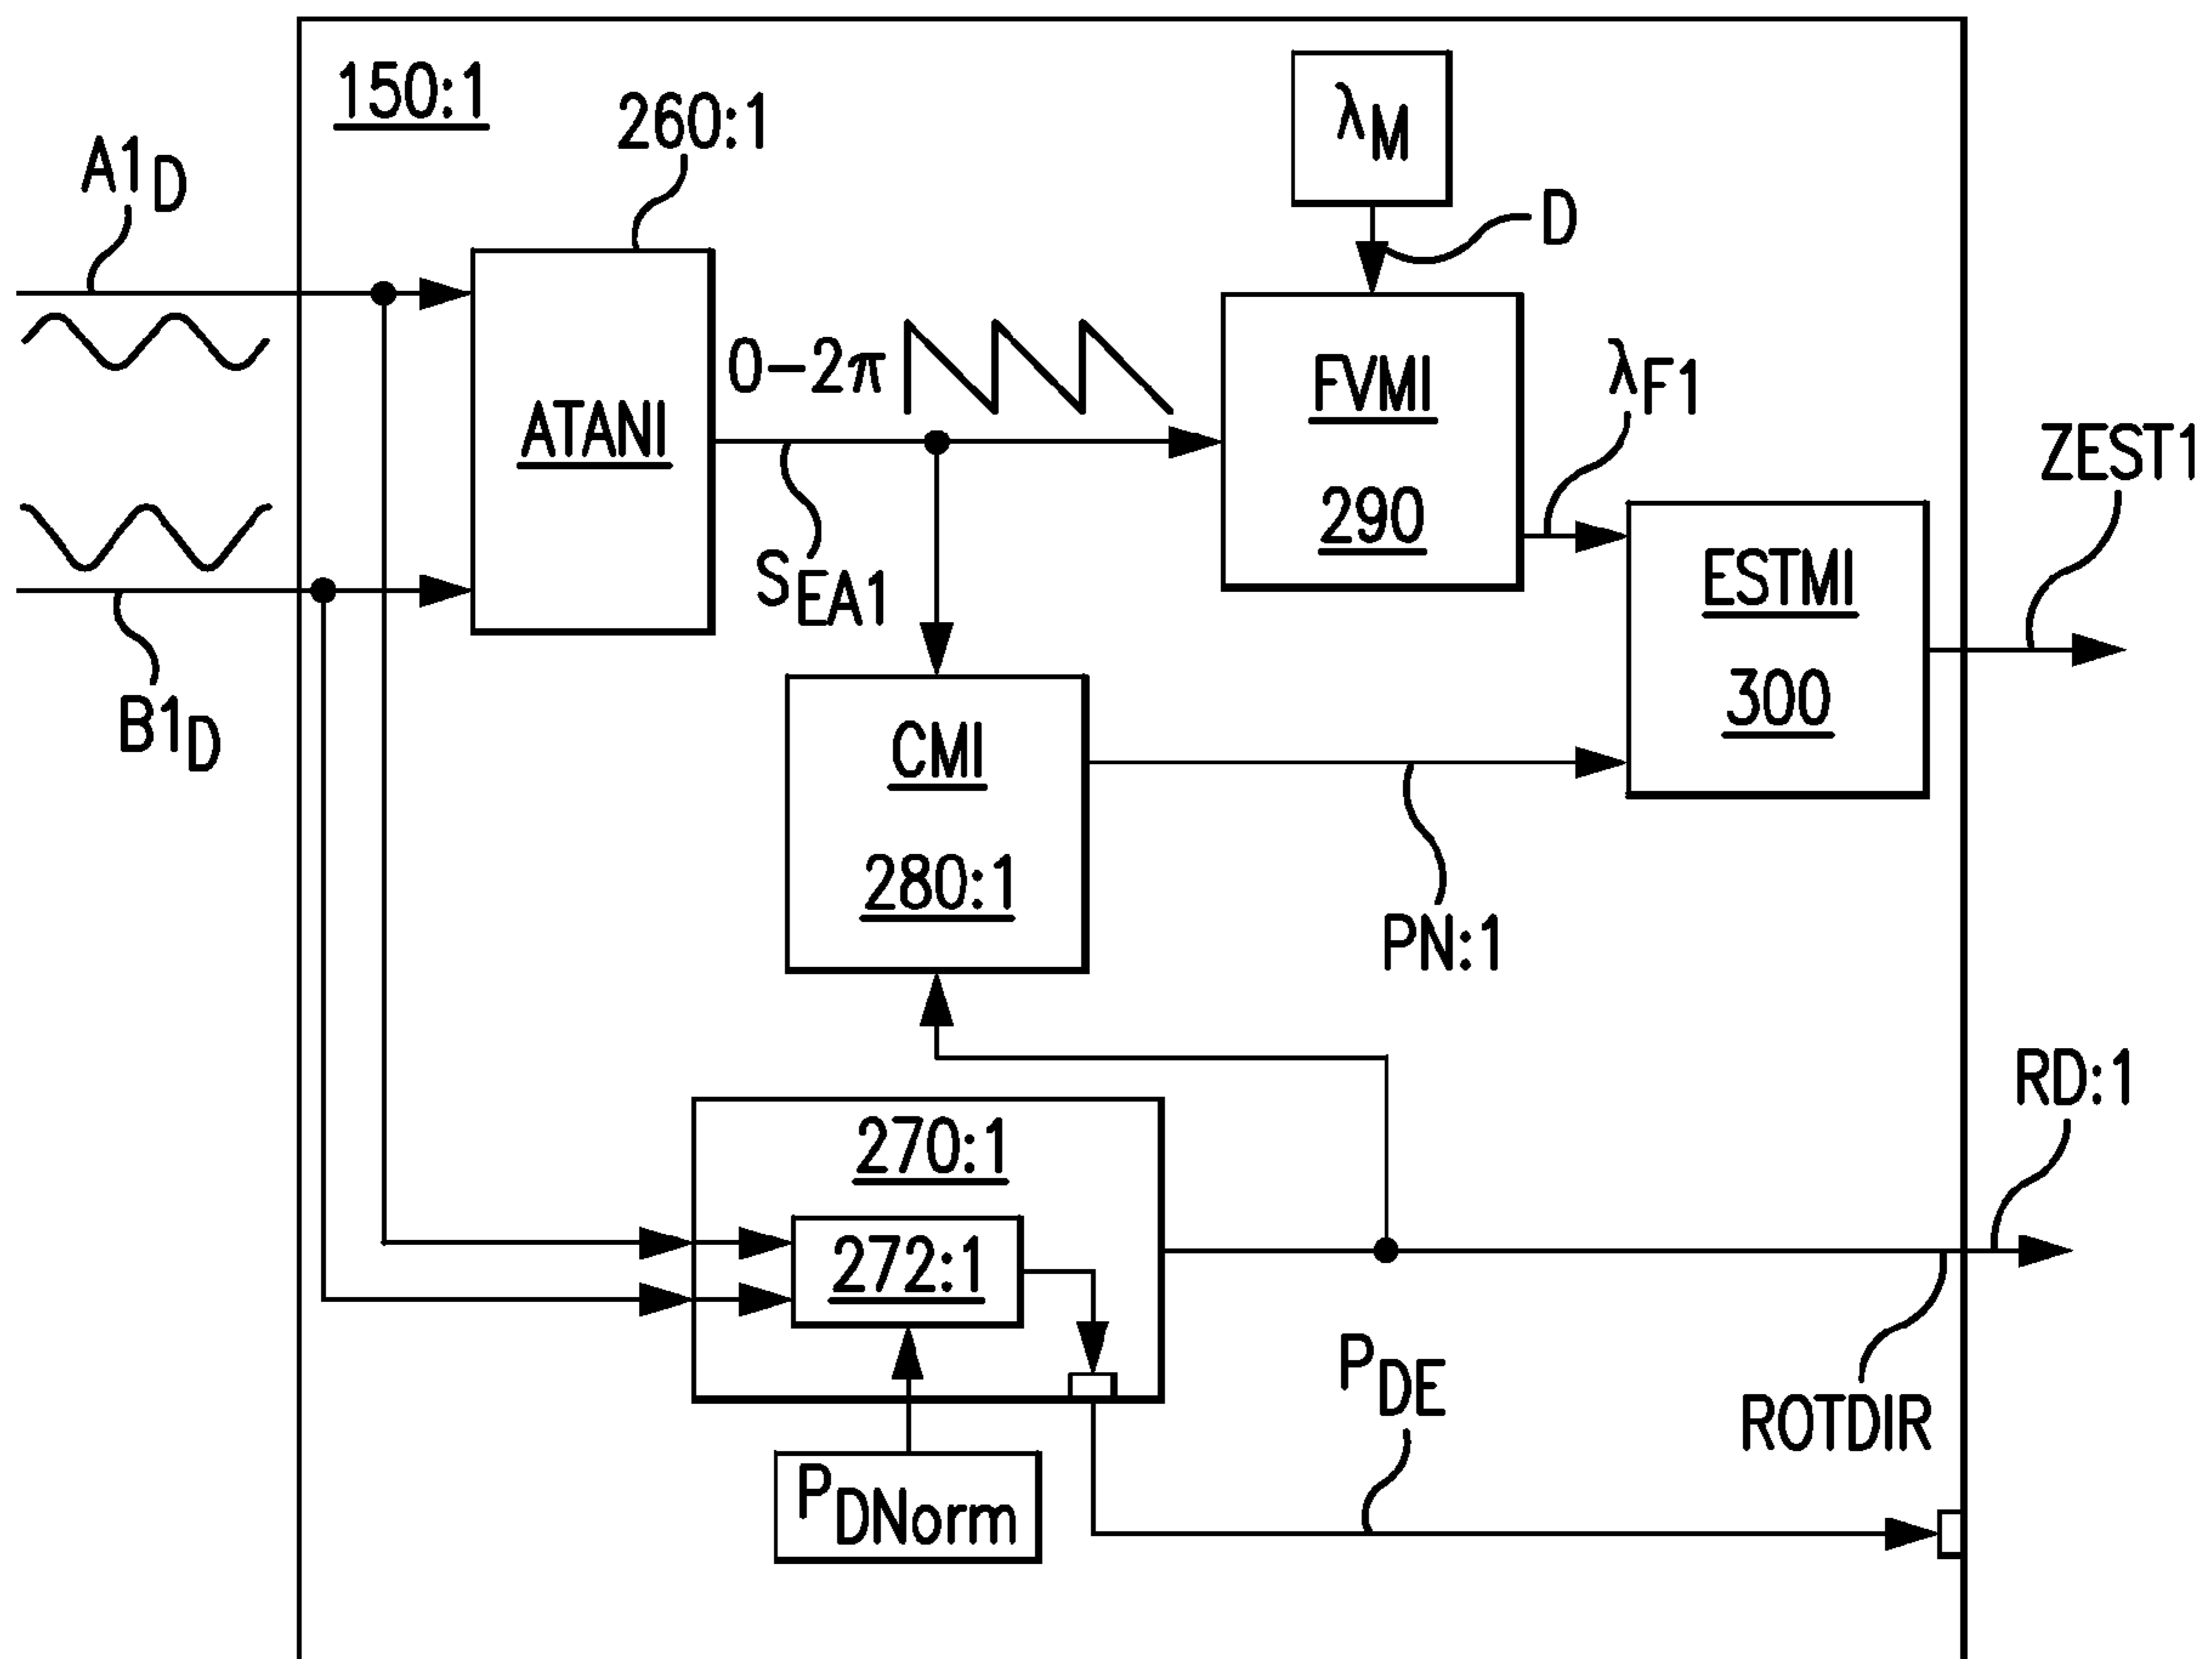 150:1
260:1
λM
A1D
D
0–2π
FVMI
290
λF1
ATANI
ZEST1
SEA1
ESTMI
300
B1D
CMI
280:1
PN:1
RD:1
270:1
272:1
PDE
ROTDIR
PDNorm